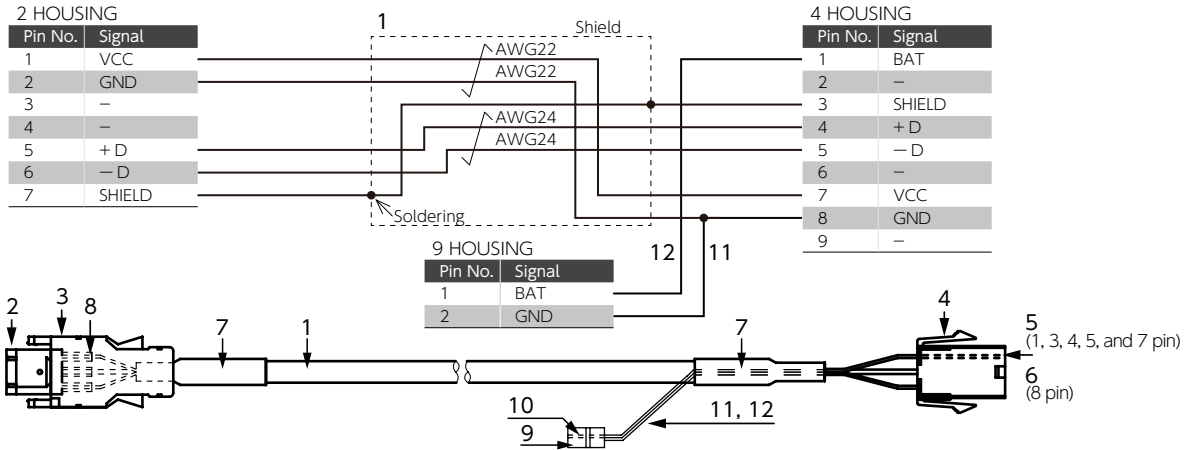 2 HOUSING
Pin No. Signal
1 VCC
2 GND
3 −
4 −
5 + D
6 − D
7 SHIELD
1
Shield
AWG22
AWG22
AWG24
AWG24
Soldering
4 HOUSING
Pin No. Signal
1 BAT
2 −
3 SHIELD
4 + D
5 − D
6 −
7 VCC
8 GND
9 −
9 HOUSING
Pin No. Signal
1 BAT
2 GND
12 11
2 3 8 7 1 7 4
5
(1, 3, 4, 5, and 7 pin)
6
(8 pin)
10
9
11, 12